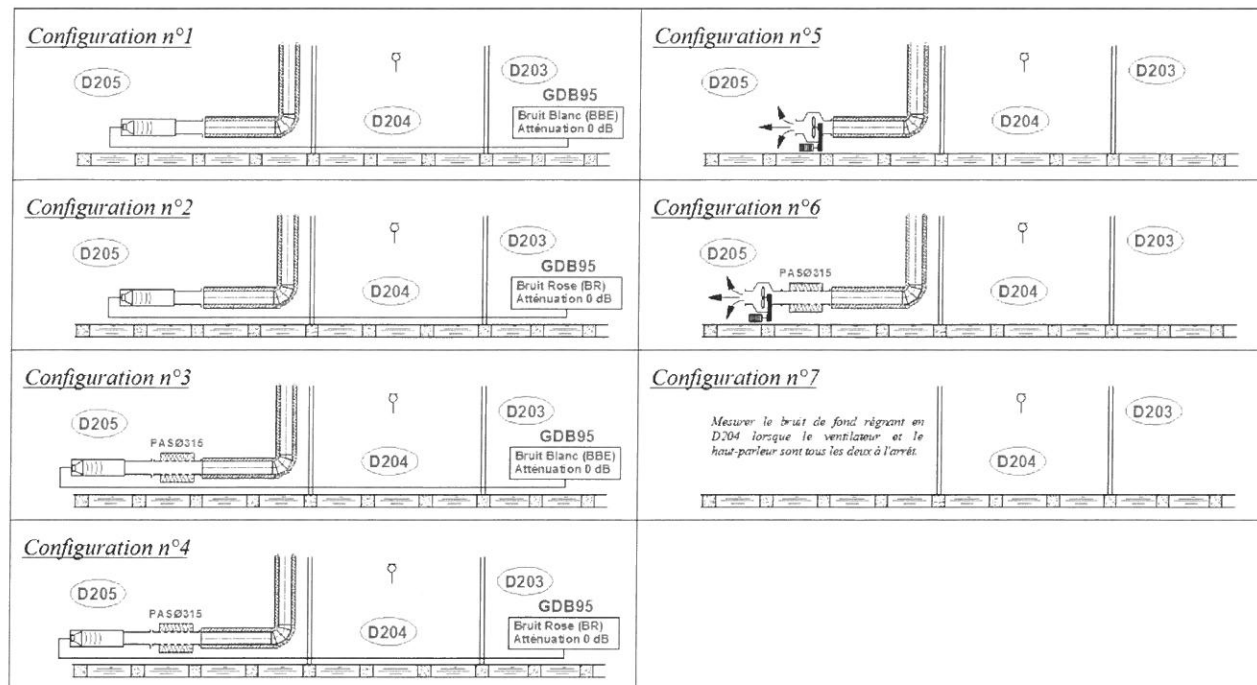 Configuration n°1
D205
D204
D203
GDB95
Bruit Blanc (BBE)
Atténuation 0 dB
Configuration n°2
D205
D204
D203
GDB95
Bruit Rose (BR)
Atténuation 0 dB
Configuration n°3
D205
PASØ315
D204
D203
GDB95
Bruit Blanc (BBE)
Atténuation 0 dB
Configuration n°4
D205
PASØ315
D204
D203
GDB95
Bruit Rose (BR)
Atténuation 0 dB
Configuration n°5
D205
D204
D203
Configuration n°6
D205
PASØ315
D204
D203
Configuration n°7
Mesurer le bruit de fond régnant en
D204 lorsque le ventilateur et le
haut-parleur sont tous les deux à l'arrêt.
D204
D203